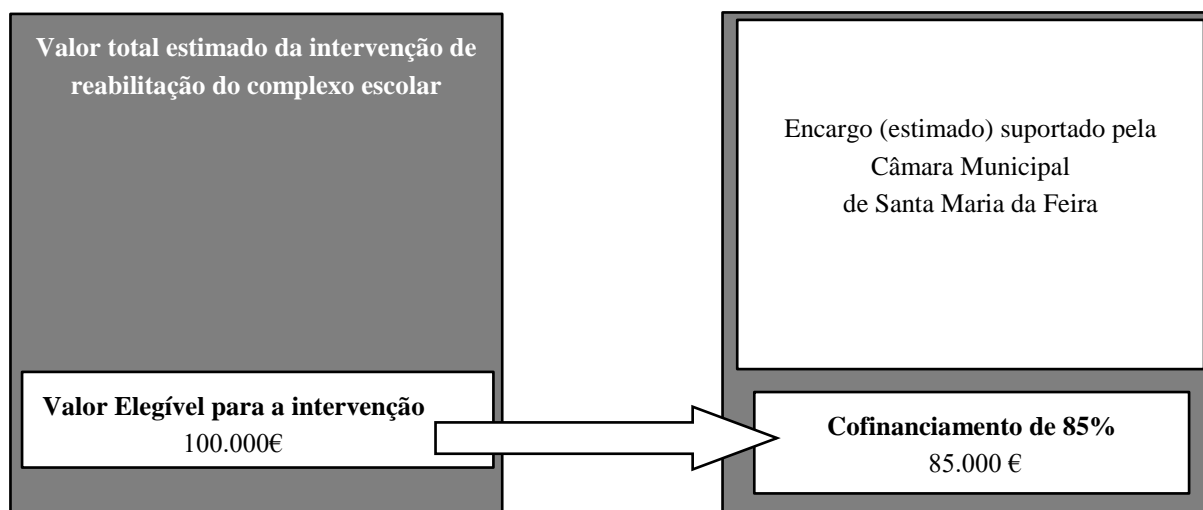 Valor total estimado da intervenção de
reabilitação do complexo escolar
Valor Elegível para a intervenção
100.000€
Encargo (estimado) suportado pela
Câmara Municipal
de Santa Maria da Feira
Cofinanciamento de 85%
85.000 €